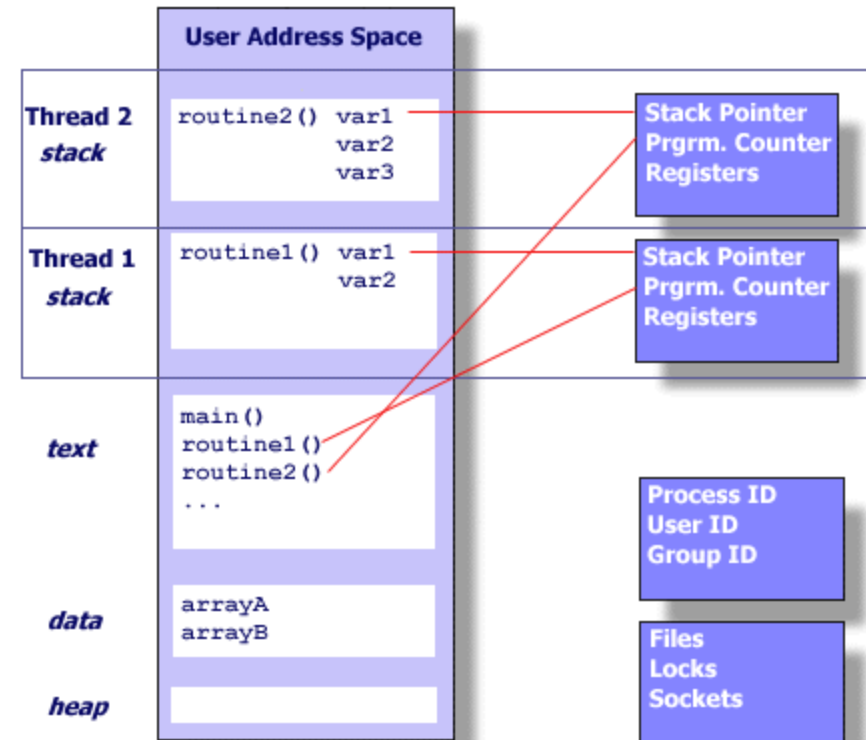 User Address Space
Thread 2
stack
routine2() var1
var2
var3
Stack Pointer
Prgrm. Counter
Registers
Thread 1
stack
routine1() var1
var2
Stack Pointer
Prgrm. Counter
Registers
text
main()
routine1()
routine2()
...
Process ID
User ID
Group ID
data
arrayA
arrayB
Files
Locks
Sockets
heap